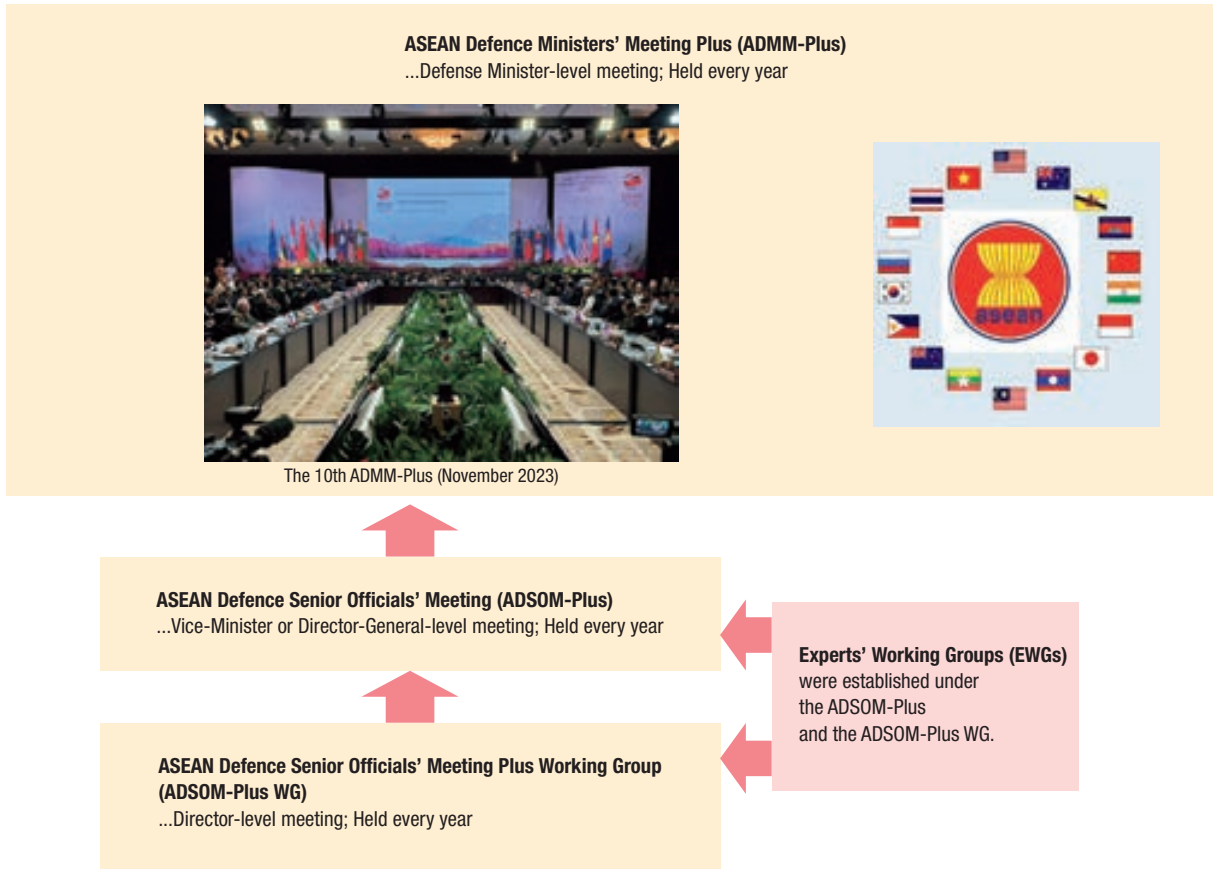 ASEAN Defence Ministers' Meeting Plus (ADMM-Plus)
...Defense Minister-level meeting; Held every year
asean
The 10th ADMM-Plus (November 2023)
ASEAN Defence Senior Officials' Meeting (ADSOM-Plus)
...Vice-Minister or Director-General-level meeting; Held every year
Experts' Working Groups (EWGs)
were established under
the ADSOM-Plus
and the ADSOM-Plus WG.
ASEAN Defence Senior Officials' Meeting Plus Working Group
(ADSOM-Plus WG)
...Director-level meeting; Held every year